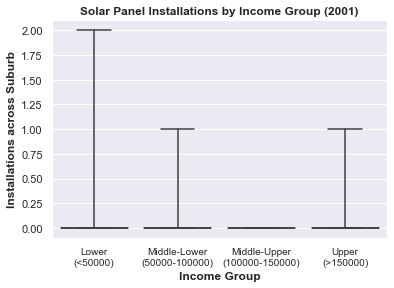 Solar Panel Installations by Income Group (2001)
Installations across Suburb
2.00
1.75
1.50
1.25
1.00
0.75
0.50
0.25
0.00
Lower
(<50000)
Middle-Lower
(50000-100000)
Middle-Upper
(100000-150000)
Upper
(>150000)
Income Group